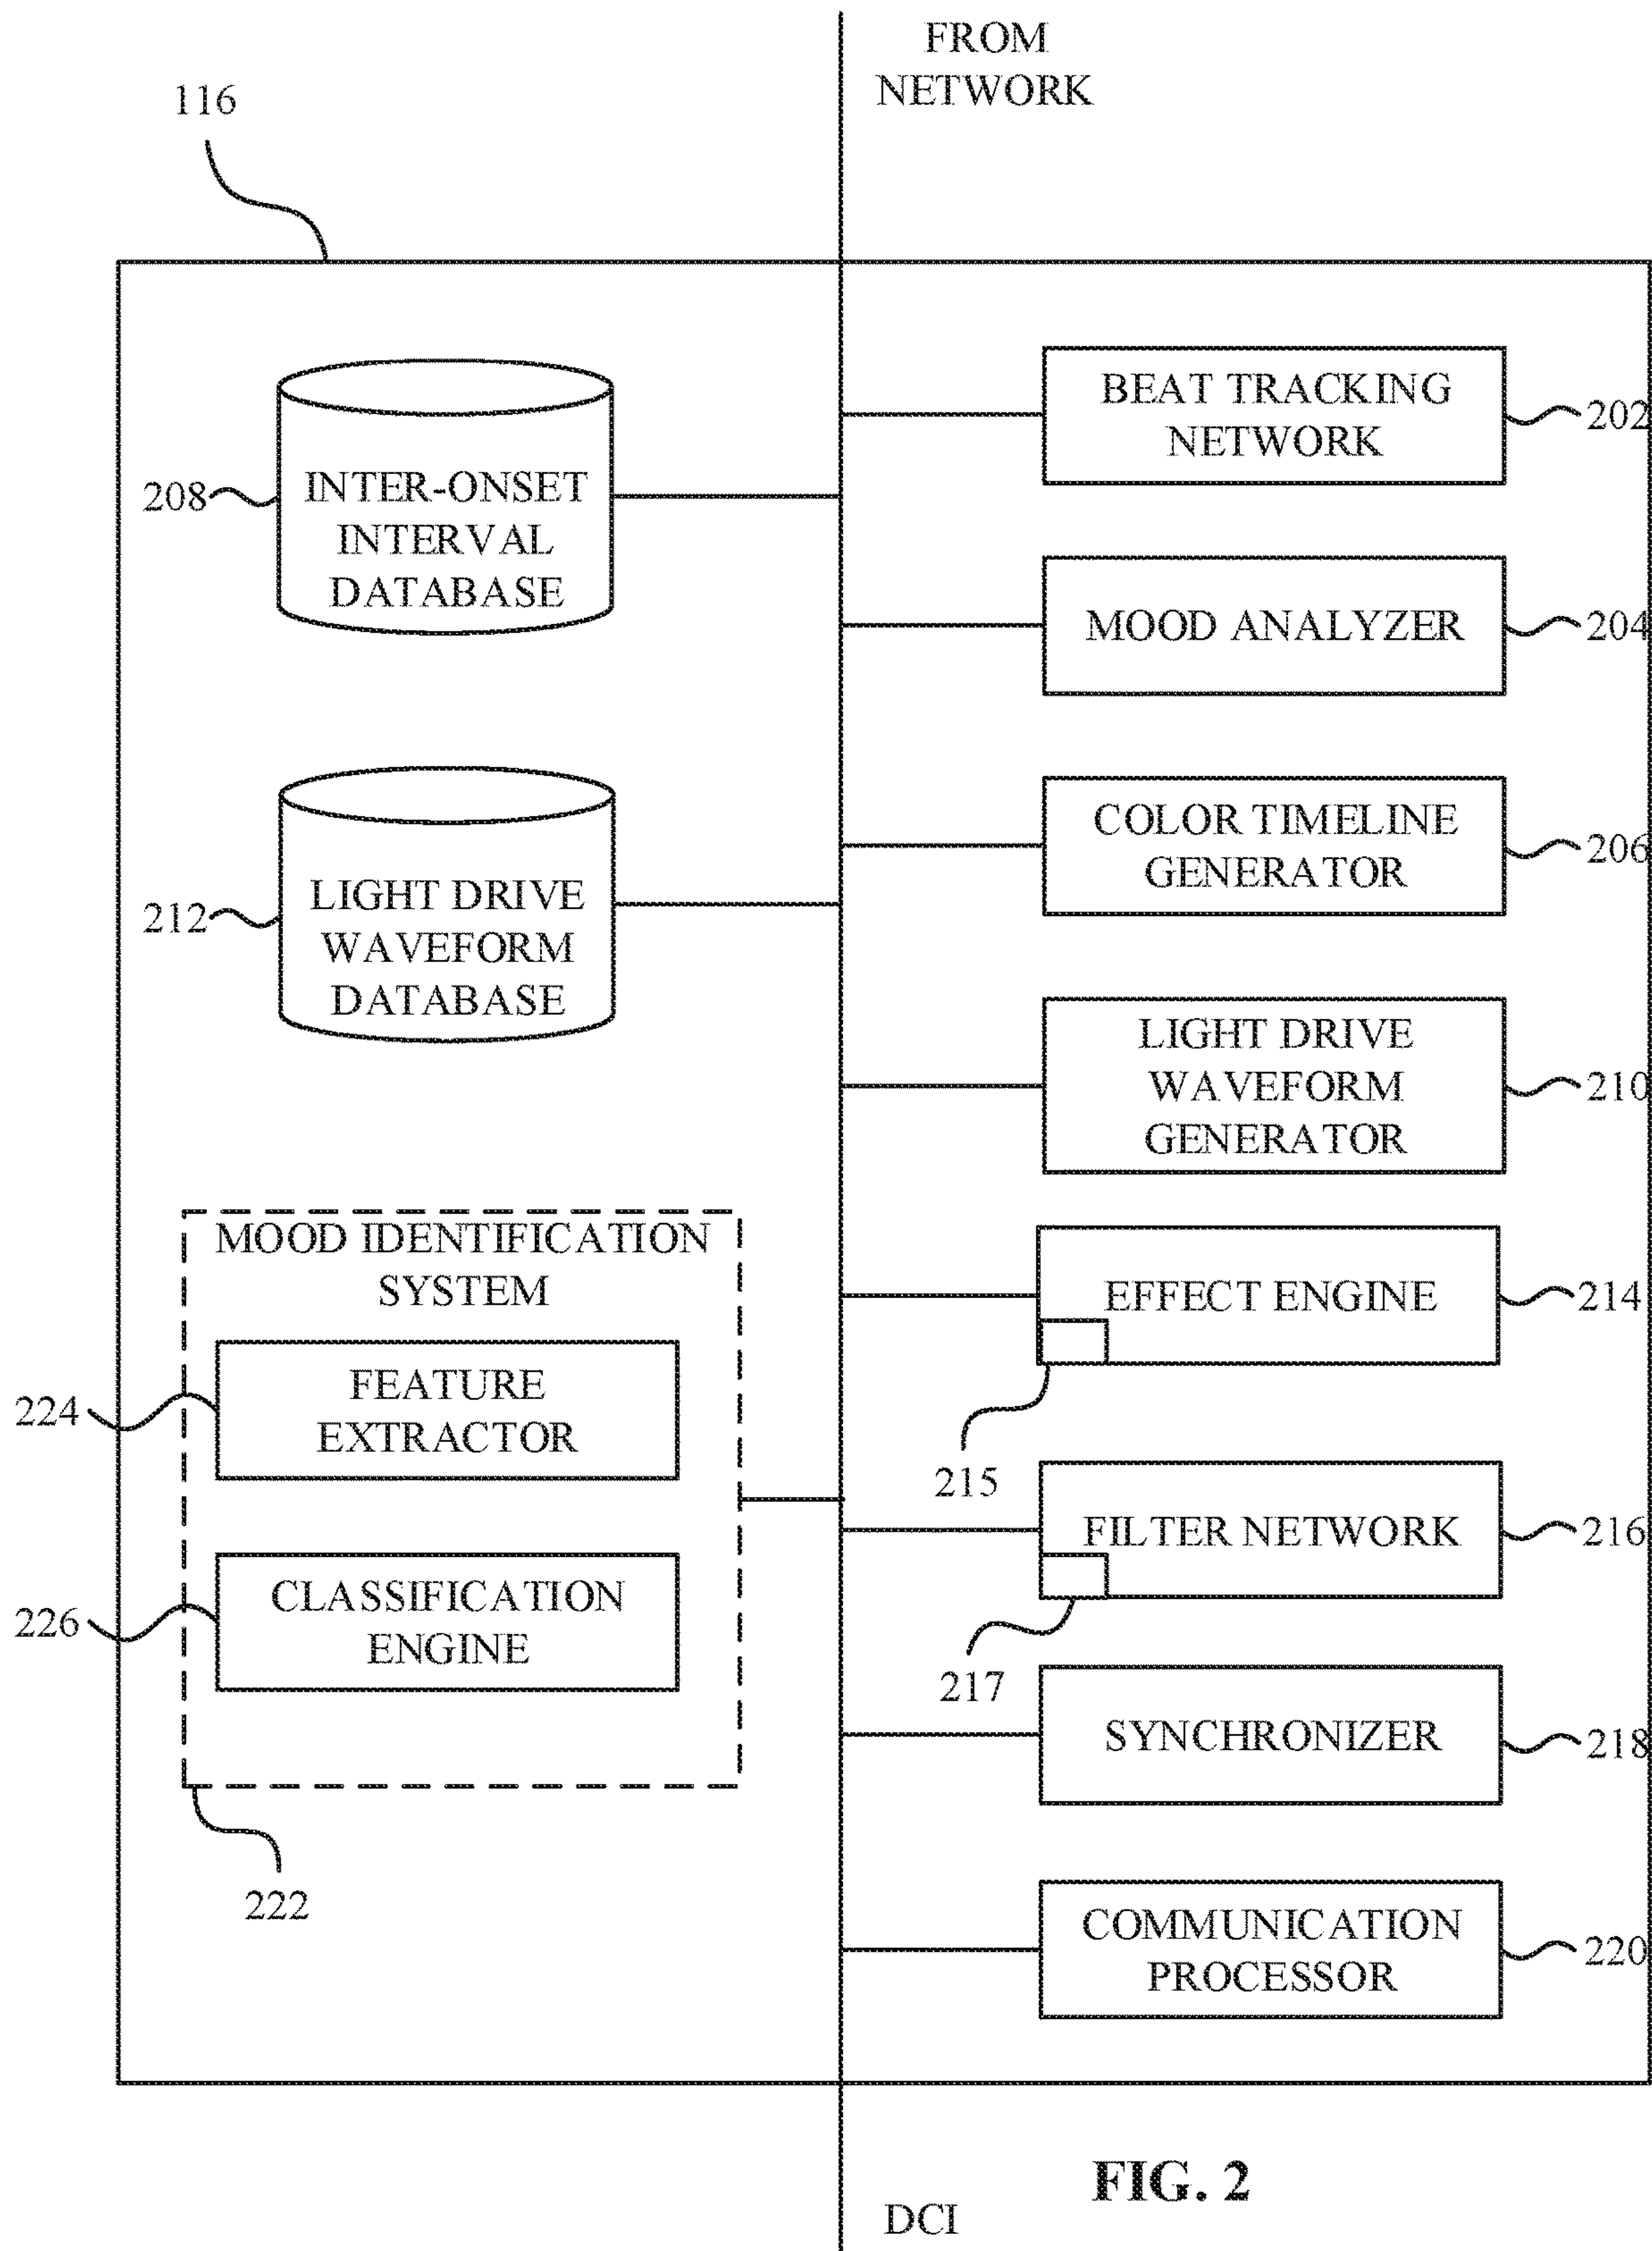 FROM
NETWORK
116
BEAT TRACKING
NETWORK
202
208
INTER-ONSET
INTERVAL
DATABASE
MOOD ANALYZER
204
COLOR TIMELINE
GENERATOR
206
212
LIGHT DRIVE
WAVEFORM
DATABASE
LIGHT DRIVE
WAVEFORM
GENERATOR
210
MOOD IDENTIFICATION
SYSTEM
EFFECT ENGINE
214
215
224
FEATURE
EXTRACTOR
FILTER NETWORK
216
217
226
CLASSIFICATION
ENGINE
SYNCHRONIZER
218
222
COMMUNICATION
PROCESSOR
220
FIG. 2
DCI